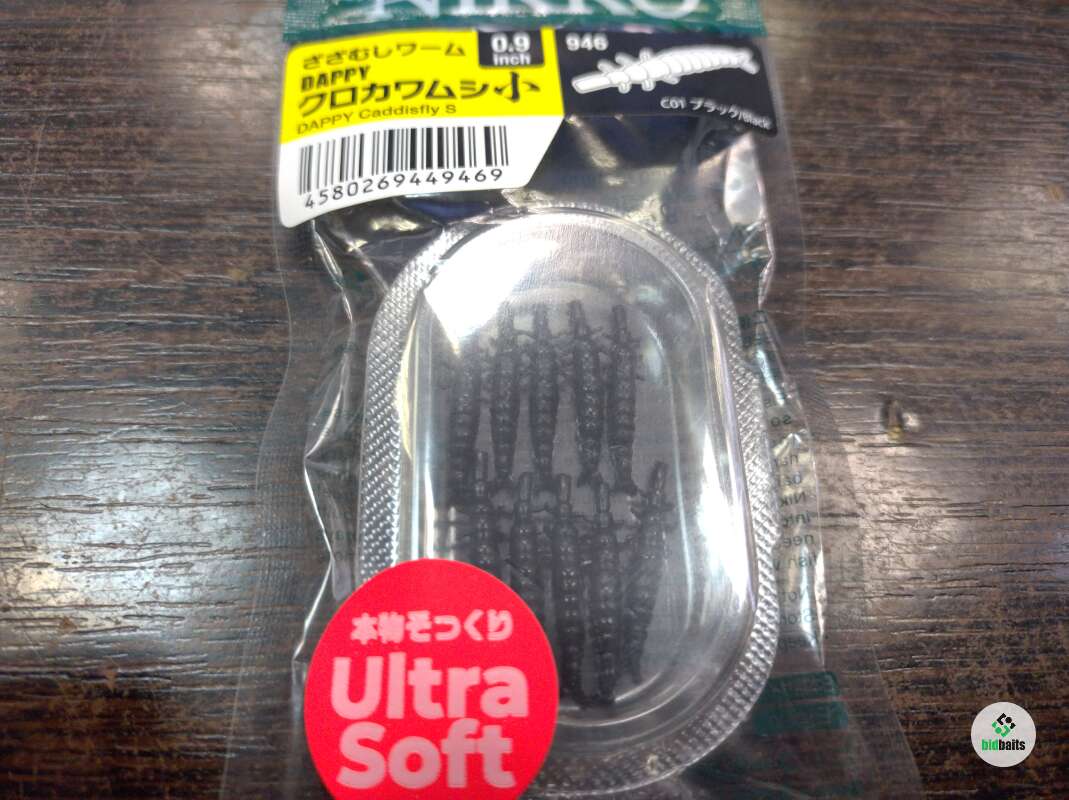 NIKKO
ざざむしワーム
DAPPY
クロカワムシ小
DAPPY Caddisfly S
0.9
inch
946
C01 ブラック/Black
4580269449469
本物そっくり
Ultra
Soft
bidbaits